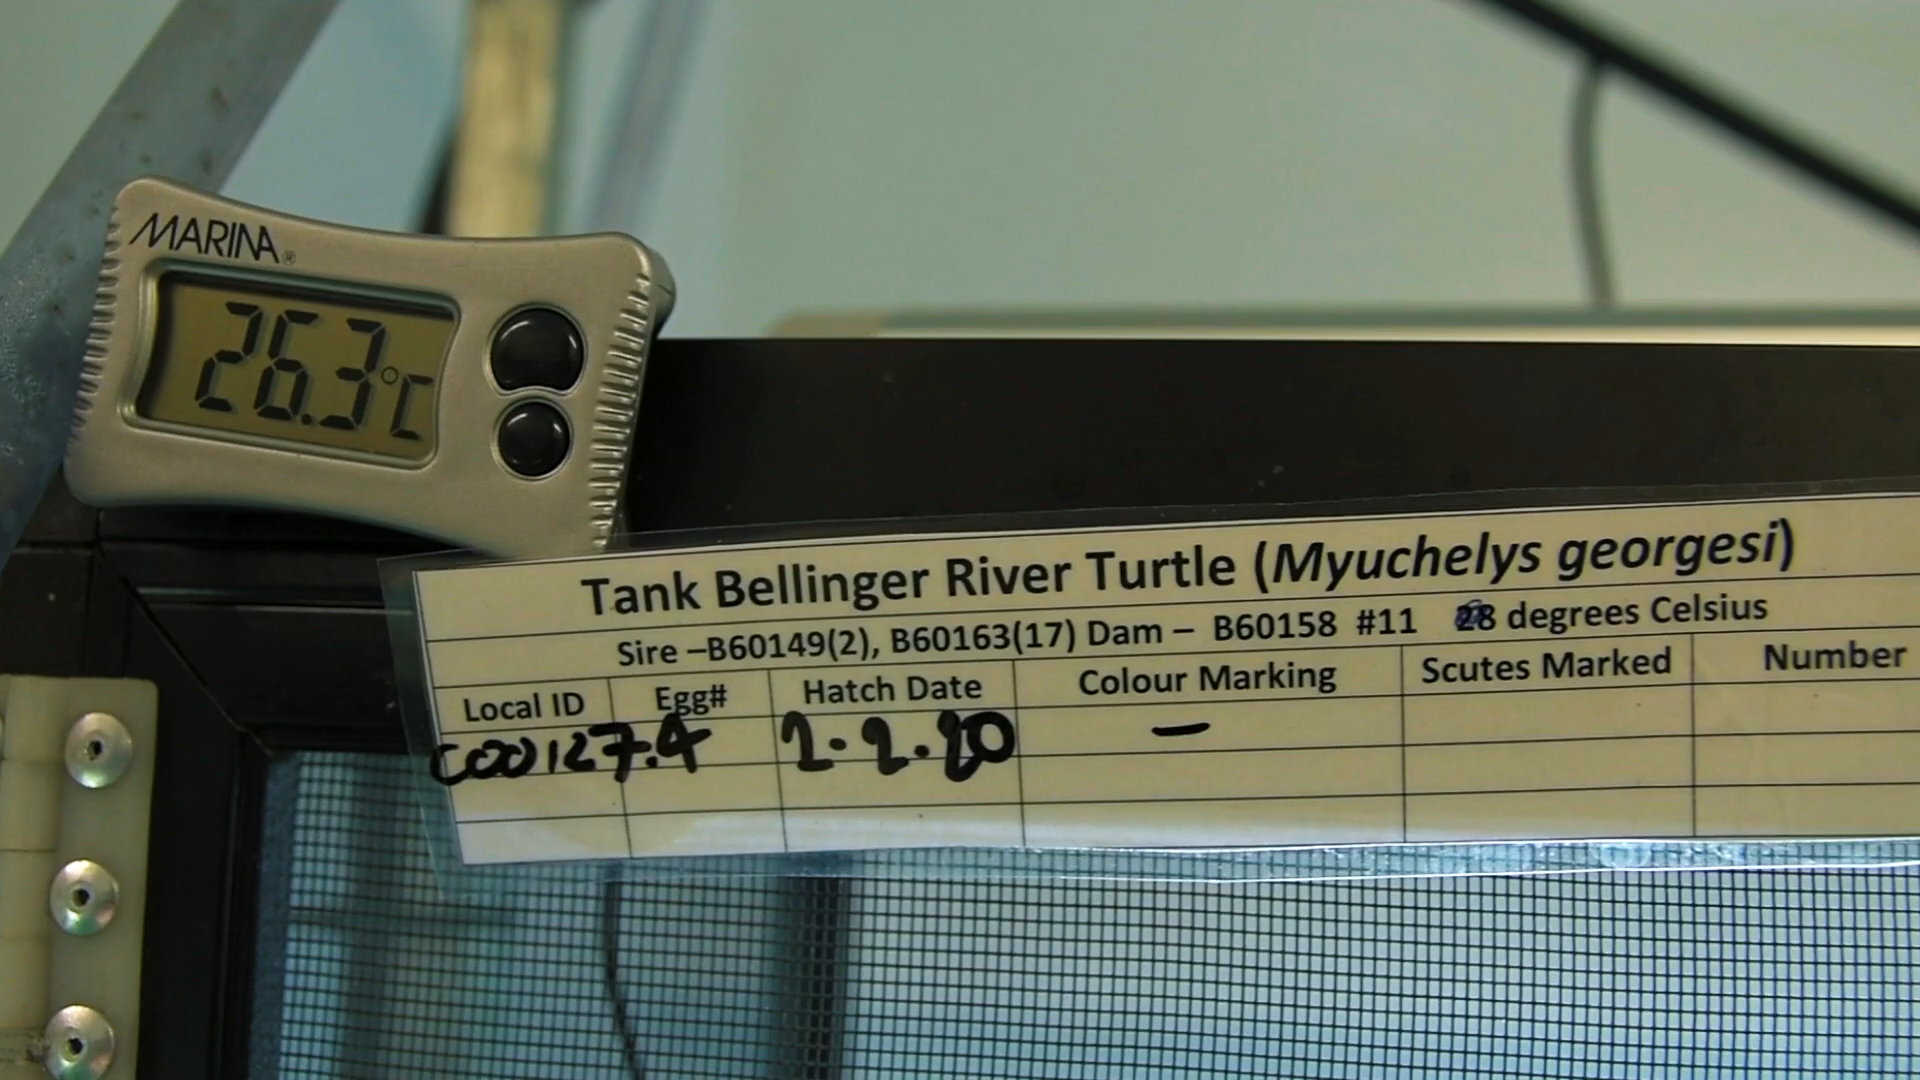 MARINA®
26.3°C
Tank Bellinger River Turtle (Myuchelys georgesi)
Sire –B60149(2), B60163(17) Dam – B60158 #11 28 degrees Celsius
Local ID Egg# Hatch Date Colour Marking Scutes Marked Number
C00127.4 2.2.20 –